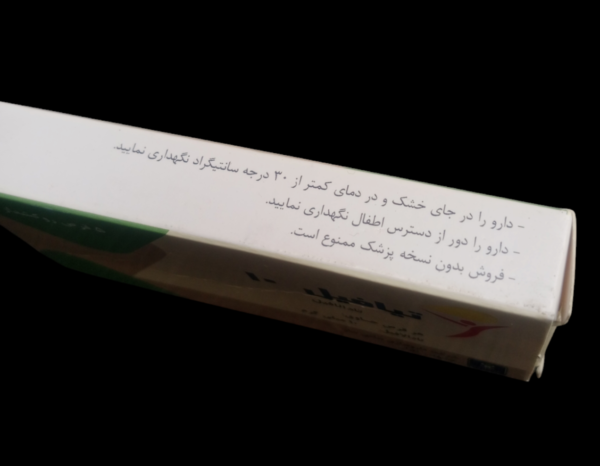 - دارو را در جای خشک و در دمای کمتر از ۳۰ درجه سانتیگراد نگهداری نمایید.
- دارو را دور از دسترس اطفال نگهداری نمایید.
- فروش بدون نسخه پزشک ممنوع است.
۱۰